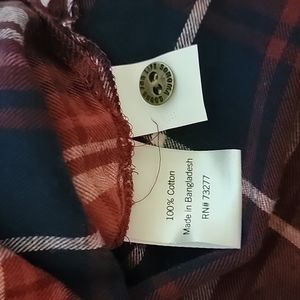 100% Cotton
Made in Bangladesh
RN# 73277